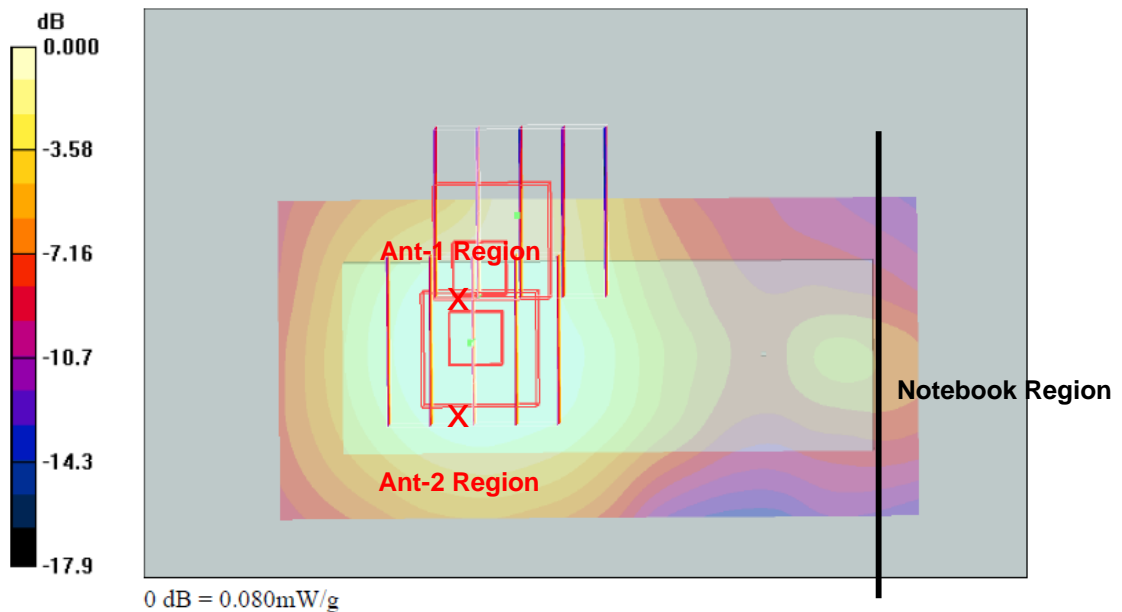 dB
0.000
-3.58
-7.16
-10.7
-14.3
-17.9
Ant-1 Region
X
X
Ant-2 Region
Notebook Region
0 dB = 0.080mW/g